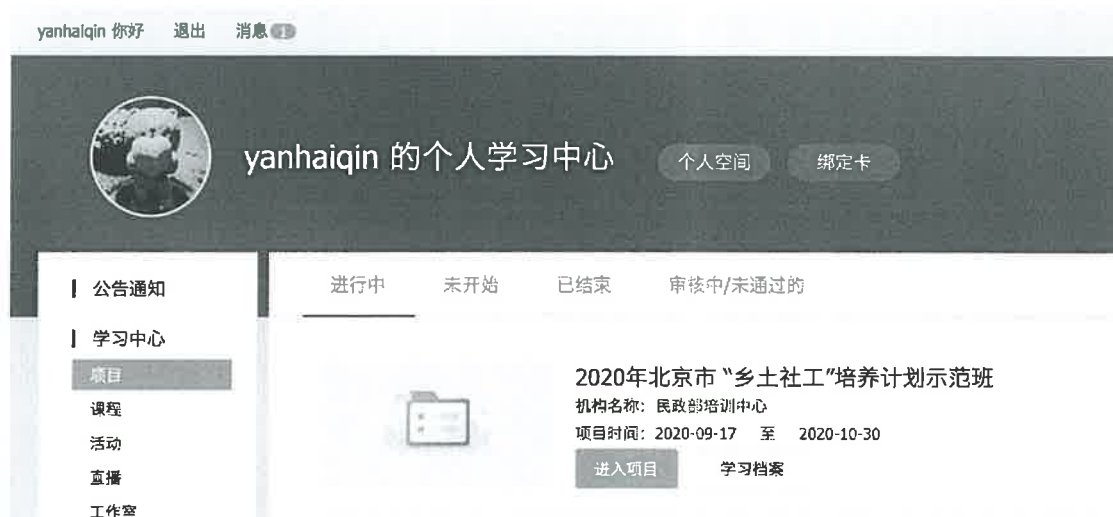 yanhaiqin 你好 退出 消息 1
yanhaiqin 的个人学习中心 个人空间 绑定卡
公告通知
学习中心
项目
课程
活动
直播
工作室
进行中 未开始 已结束 审核中/未通过的
2020年北京市 “乡土社工”培养计划示范班
机构名称：民政部培训中心
项目时间：2020-09-17 至 2020-10-30
进入项目 学习档案